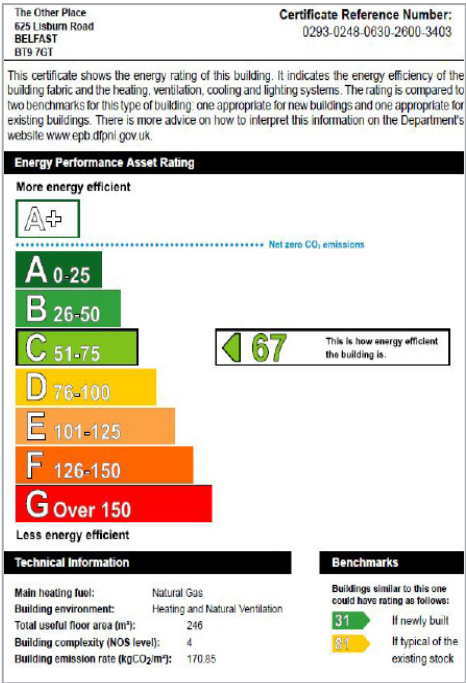 The Other Place
625 Lisburn Road
BELFAST
BT9 7GT
Certificate Reference Number:
0293-0248-0630-2600-3403
This certificate shows the energy rating of this building. It indicates the energy efficiency of the
building fabric and the heating, ventilation, cooling and lighting systems. The rating is compared to
two benchmarks for this type of building: one appropriate for new buildings and one appropriate for
existing buildings. There is more advice on how to interpret this information on the Department's
website www.epb.dfpni.gov.uk.
Energy Performance Asset Rating
More energy efficient
A+
Net zero CO₂ emissions
A 0-25
B 26-50
C 51-75
67
This is how energy efficient
the building is.
D 76-100
E 101-125
F 126-150
G Over 150
Less energy efficient
Technical Information
Main heating fuel: Natural Gas
Building environment: Heating and Natural Ventilation
Total useful floor area (m²): 246
Building complexity (NOS level): 4
Building emission rate (kgCO₂/m²): 170.85
Benchmarks
Buildings similar to this one
could have rating as follows:
31 If newly built
81 If typical of the
existing stock